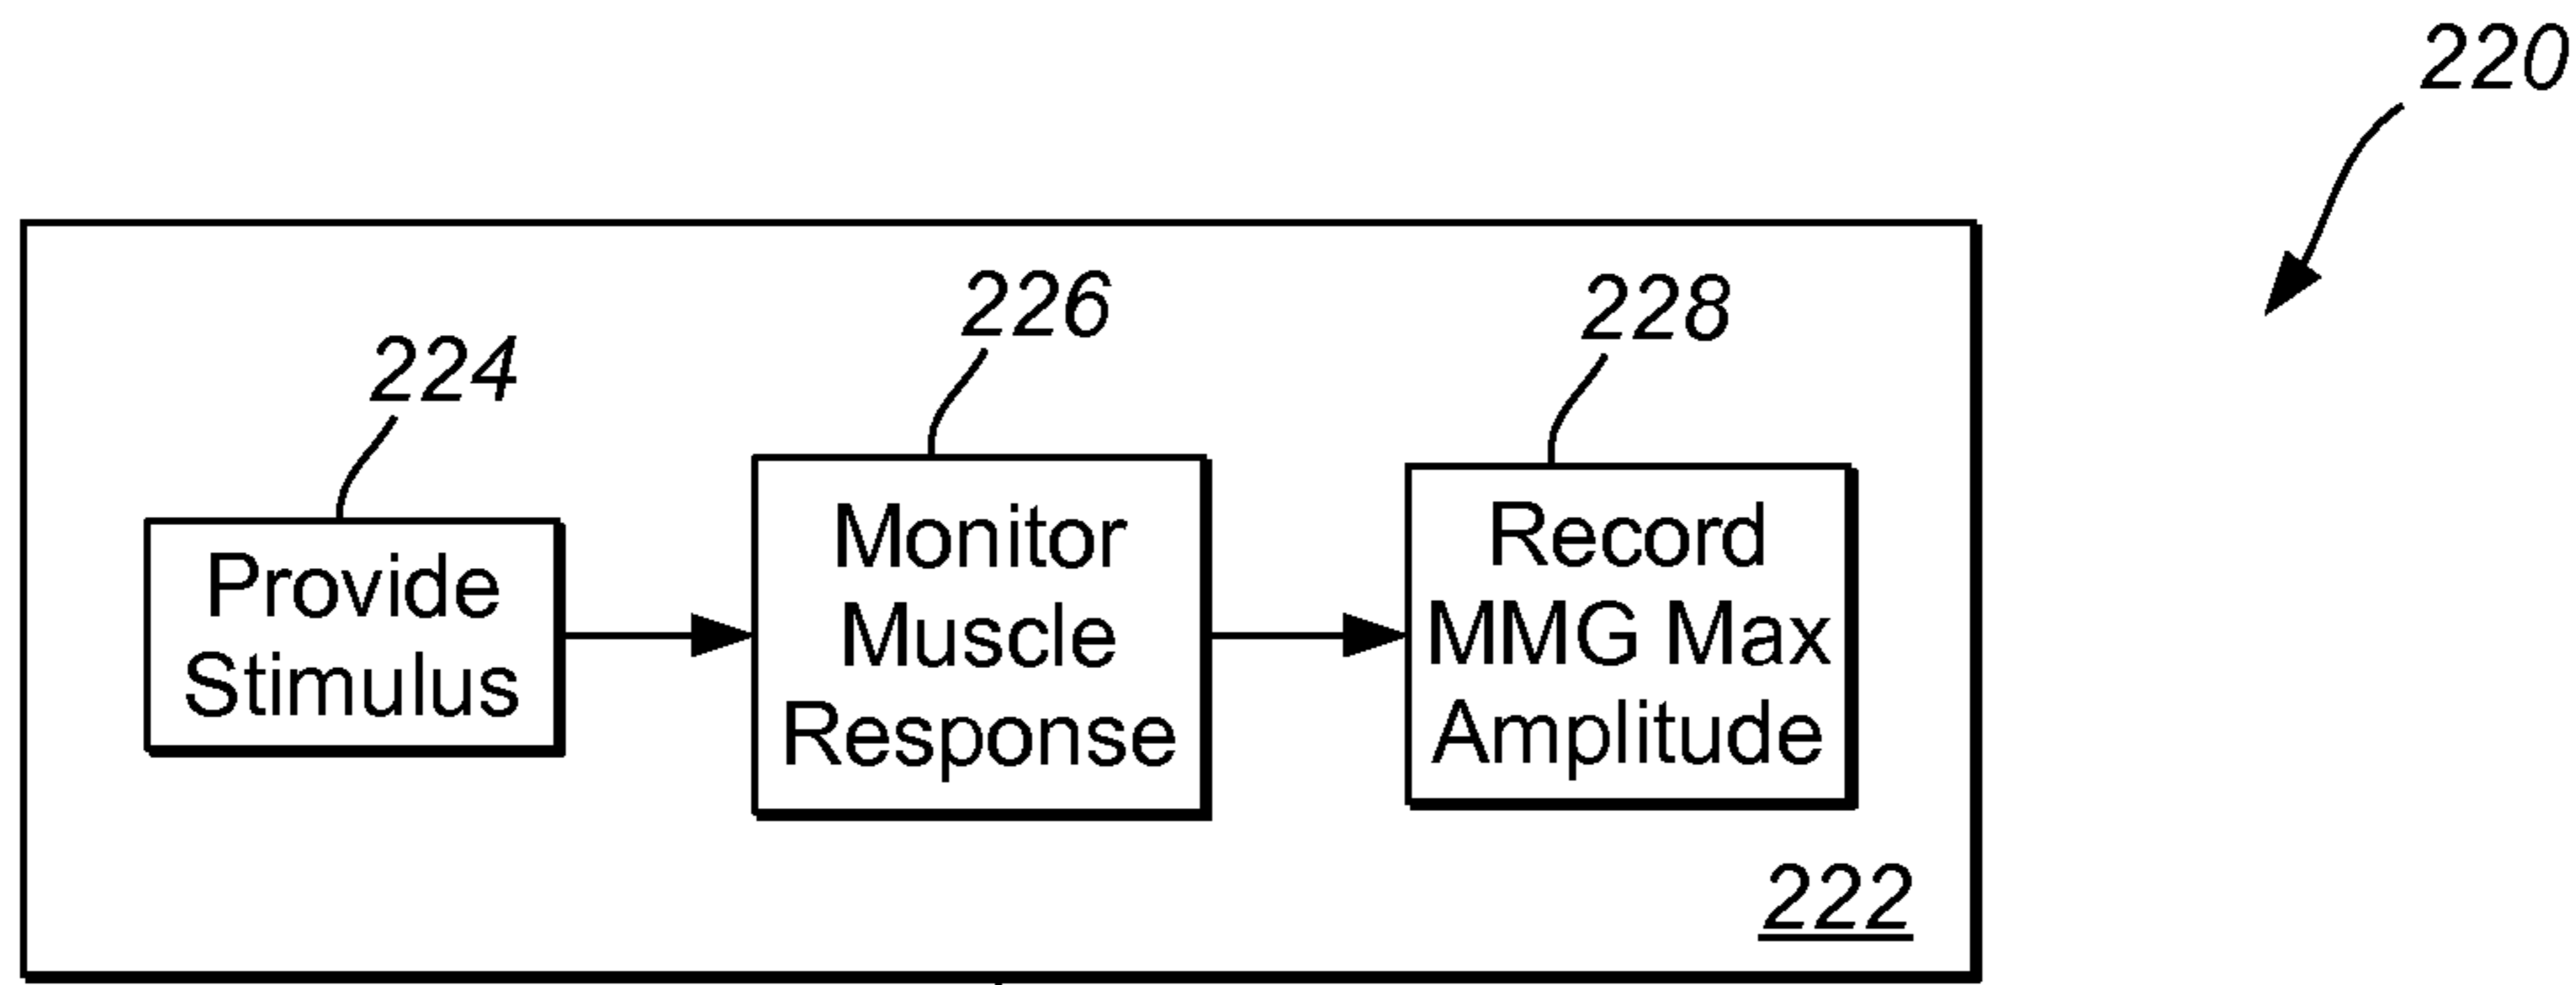 220
224
226
228
Provide
Stimulus
Monitor
Muscle
Response
Record
MMG Max
Amplitude
222